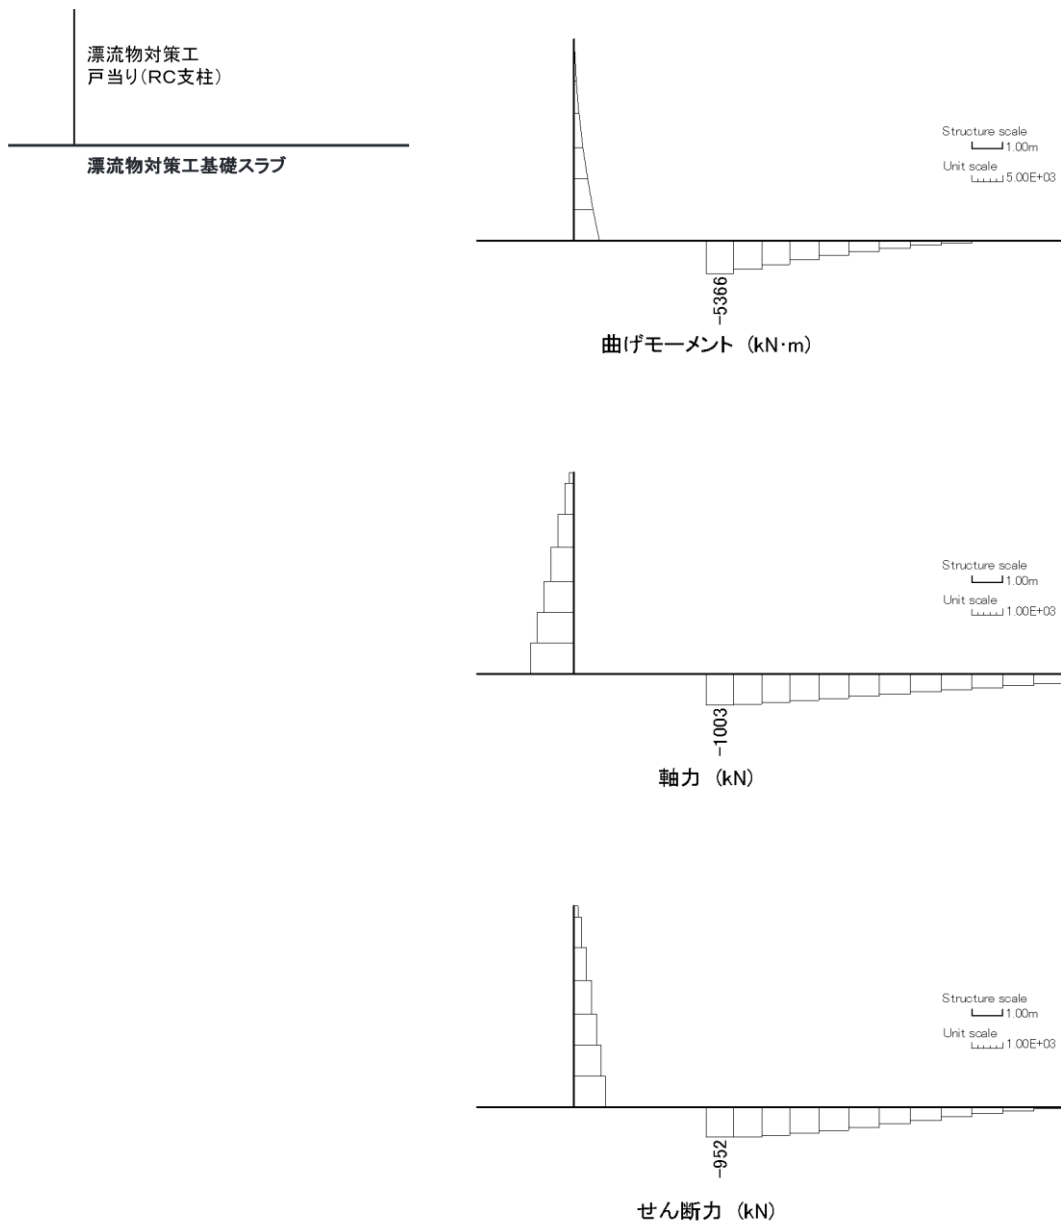 漂流物対策工
戸当り(RC支柱)
漂流物対策工基礎スラブ
Structure scale
1.00m
Unit scale
5.00E+03
-5366
曲げモーメント (kN・m)
Structure scale
1.00m
Unit scale
1.00E+03
-1003
軸力 (kN)
Structure scale
1.00m
Unit scale
1.00E+03
-952
せん断力 (kN)